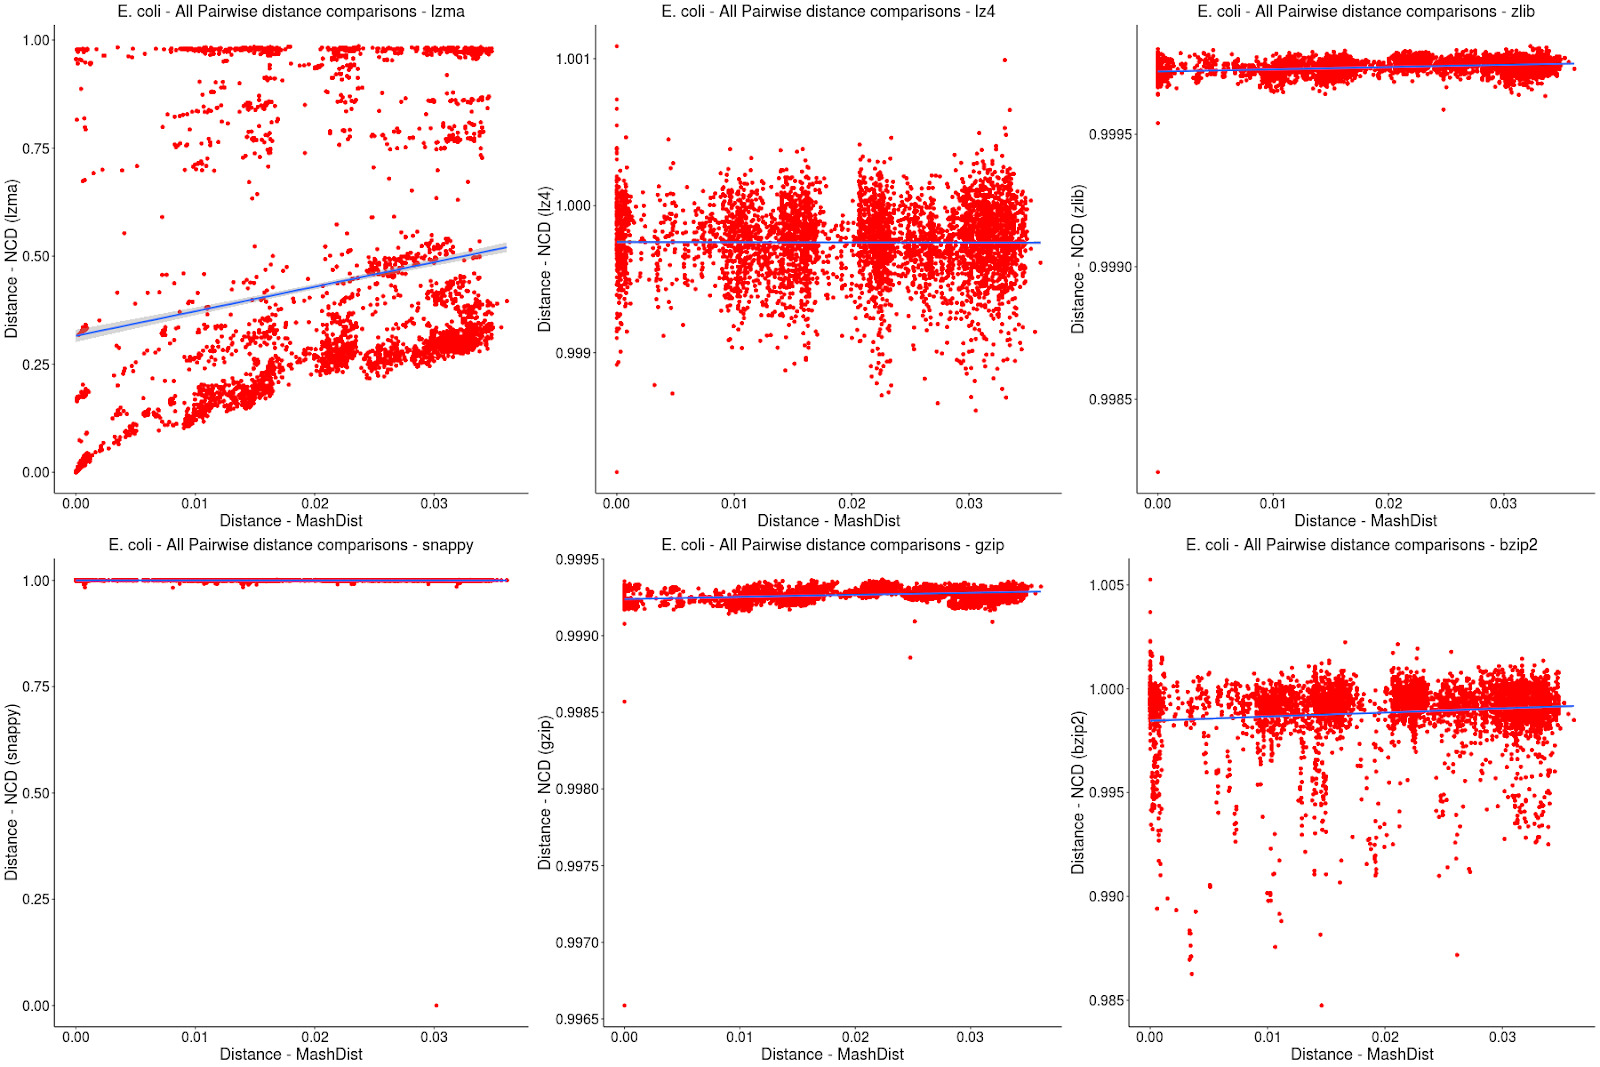 E. coli - All Pairwise distance comparisons - lzma
1.00
0.75
0.50
0.25
0.00
Distance - NCD (lzma)
0.00 0.01 0.02 0.03
Distance - MashDist
E. coli - All Pairwise distance comparisons - lz4
1.001
1.000
0.999
Distance - NCD (lz4)
0.00 0.01 0.02 0.03
Distance - MashDist
E. coli - All Pairwise distance comparisons - zlib
0.9995
0.9990
0.9985
Distance - NCD (zlib)
0.00 0.01 0.02 0.03
Distance - MashDist
E. coli - All Pairwise distance comparisons - snappy
1.00
0.75
0.50
0.25
0.00
Distance - NCD (snappy)
0.00 0.01 0.02 0.03
Distance - MashDist
E. coli - All Pairwise distance comparisons - gzip
0.9995
0.9990
0.9985
0.9980
0.9975
0.9970
0.9965
Distance - NCD (gzip)
0.00 0.01 0.02 0.03
Distance - MashDist
E. coli - All Pairwise distance comparisons - bzip2
1.005
1.000
0.995
0.990
0.985
Distance - NCD (bzip2)
0.00 0.01 0.02 0.03
Distance - MashDist